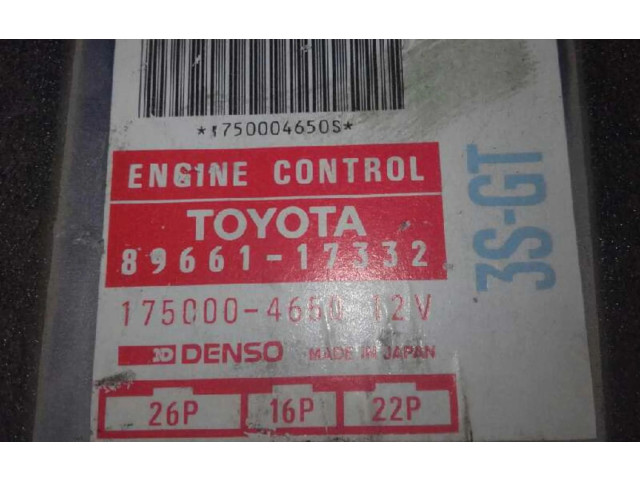 *1750004650S*
ENGINE CONTROL
TOYOTA
89661-17332
175000-4650 12V
DENSO MADE IN JAPAN
26P 16P 22P
3S-GT